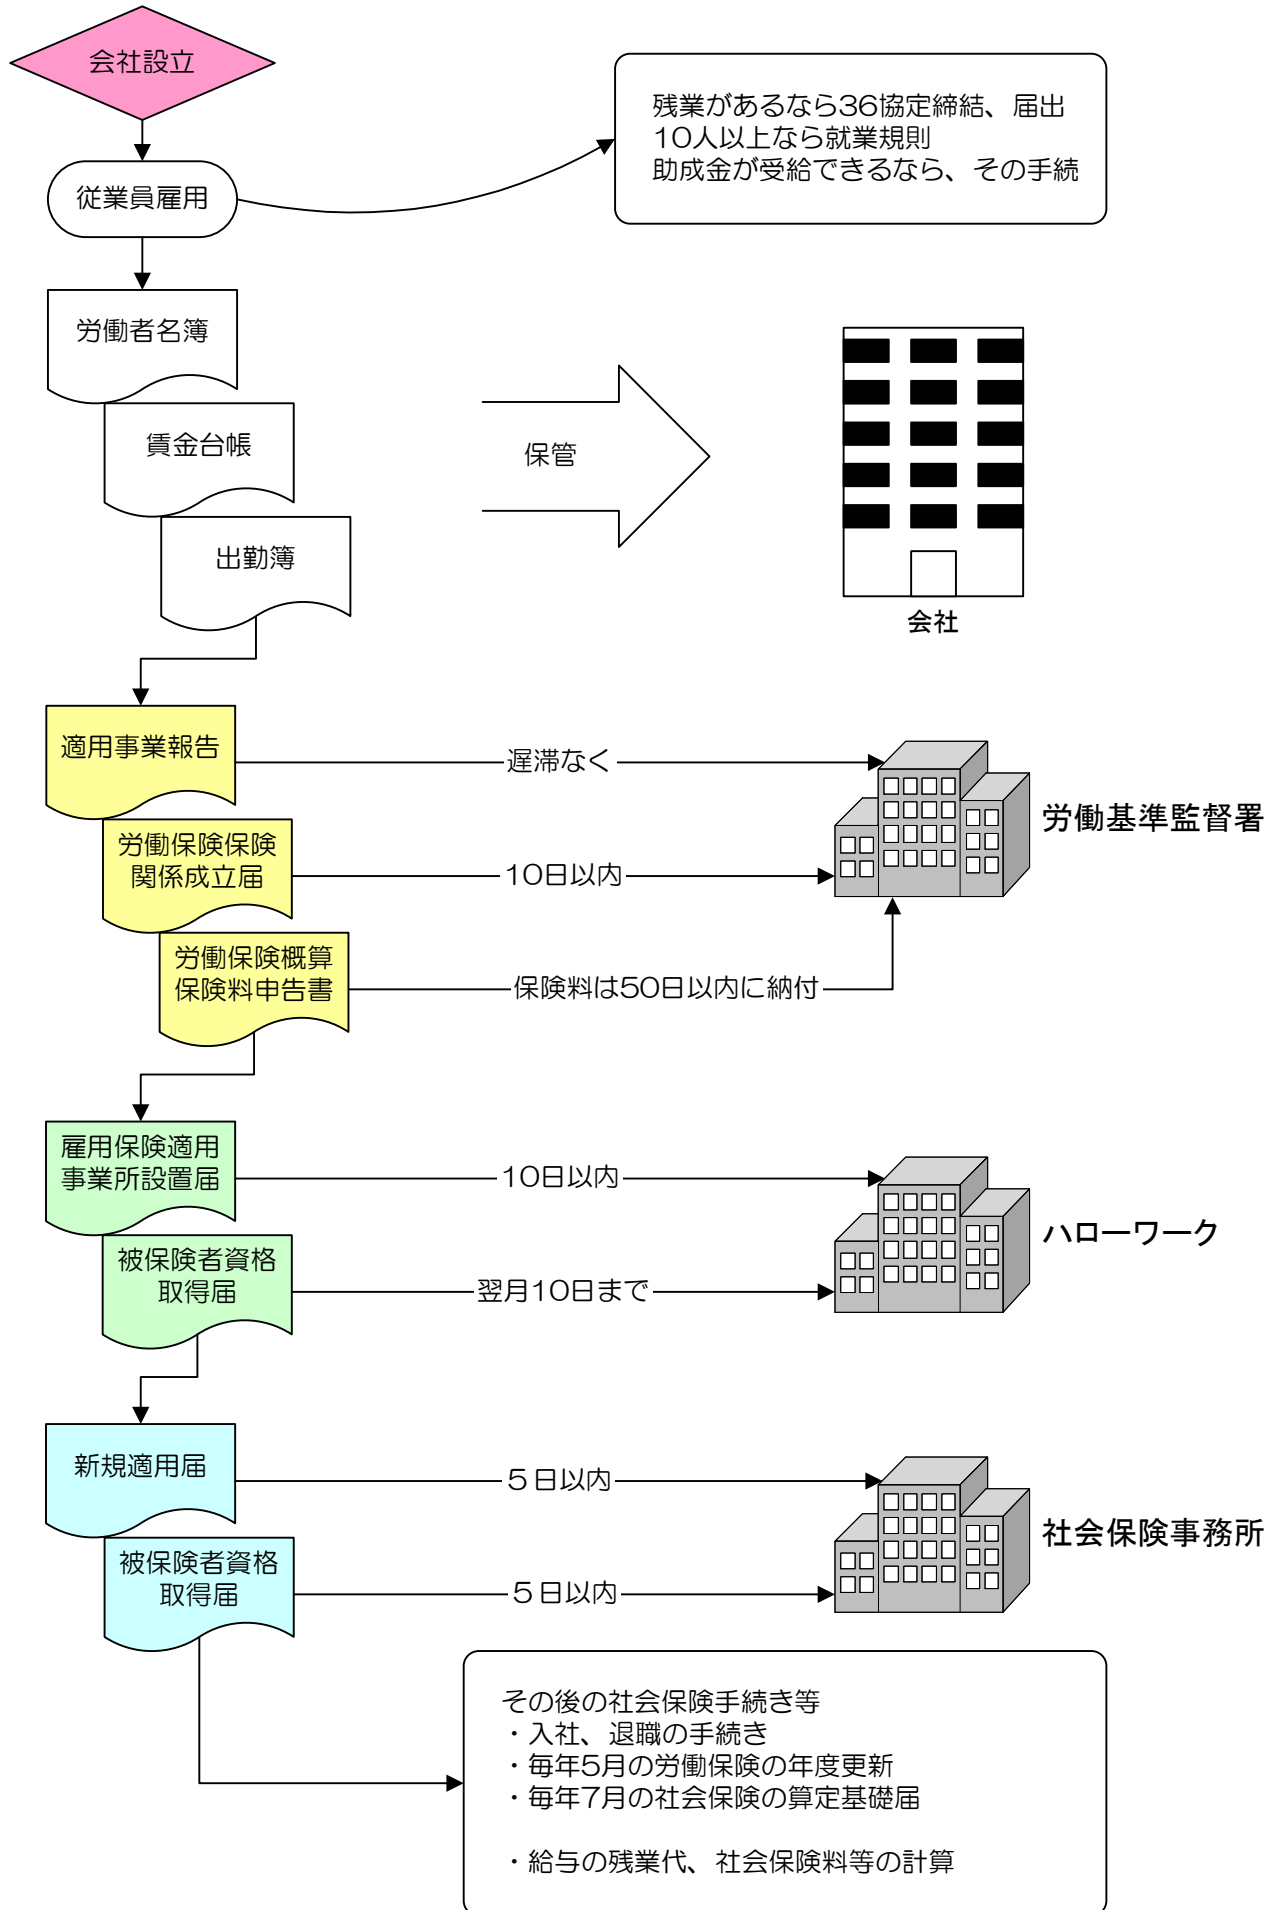 会社設立
残業があるなら36協定締結、届出
10人以上なら就業規則
助成金が受給できるなら、その手続
従業員雇用
労働者名簿
賃金台帳
保管
出勤簿
会社
適用事業報告
遅滞なく
労働基準監督署
労働保険保険
関係成立届
10日以内
労働保険概算
保険料申告書
保険料は50日以内に納付
雇用保険適用
事業所設置届
10日以内
ハローワーク
被保険者資格
取得届
翌月10日まで
新規適用届
５日以内
社会保険事務所
被保険者資格
取得届
５日以内
その後の社会保険手続き等
・入社、退職の手続き
・毎年5月の労働保険の年度更新
・毎年7月の社会保険の算定基礎届
・給与の残業代、社会保険料等の計算